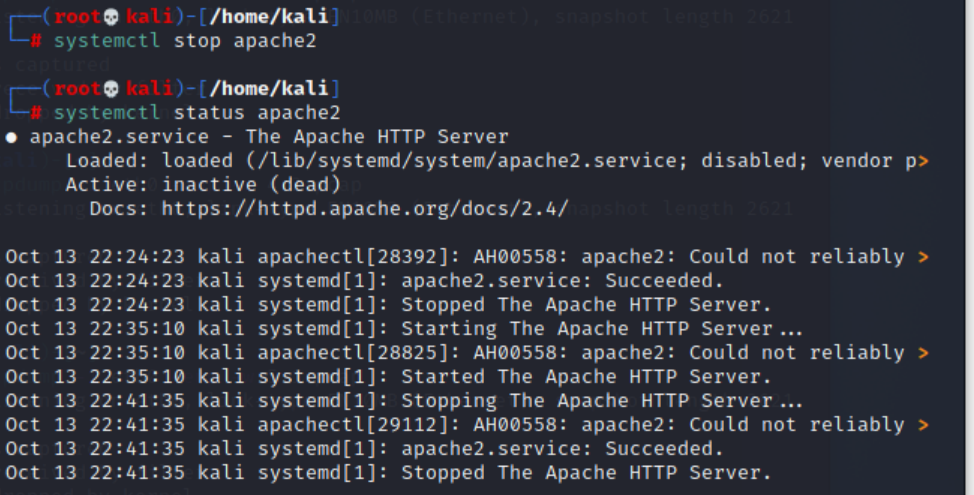 ┌──(root💀kali)-[/home/kali]
└─# systemctl stop apache2
┌──(root💀kali)-[/home/kali]
└─# systemctl status apache2
● apache2.service - The Apache HTTP Server
Loaded: loaded (/lib/systemd/system/apache2.service; disabled; vendor p>
Active: inactive (dead)
Docs: https://httpd.apache.org/docs/2.4/
Oct 13 22:24:23 kali apachectl[28392]: AH00558: apache2: Could not reliably >
Oct 13 22:24:23 kali systemd[1]: apache2.service: Succeeded.
Oct 13 22:24:23 kali systemd[1]: Stopped The Apache HTTP Server.
Oct 13 22:35:10 kali systemd[1]: Starting The Apache HTTP Server...
Oct 13 22:35:10 kali apachectl[28825]: AH00558: apache2: Could not reliably >
Oct 13 22:35:10 kali systemd[1]: Started The Apache HTTP Server.
Oct 13 22:41:35 kali systemd[1]: Stopping The Apache HTTP Server...
Oct 13 22:41:35 kali apachectl[29112]: AH00558: apache2: Could not reliably >
Oct 13 22:41:35 kali systemd[1]: apache2.service: Succeeded.
Oct 13 22:41:35 kali systemd[1]: Stopped The Apache HTTP Server.